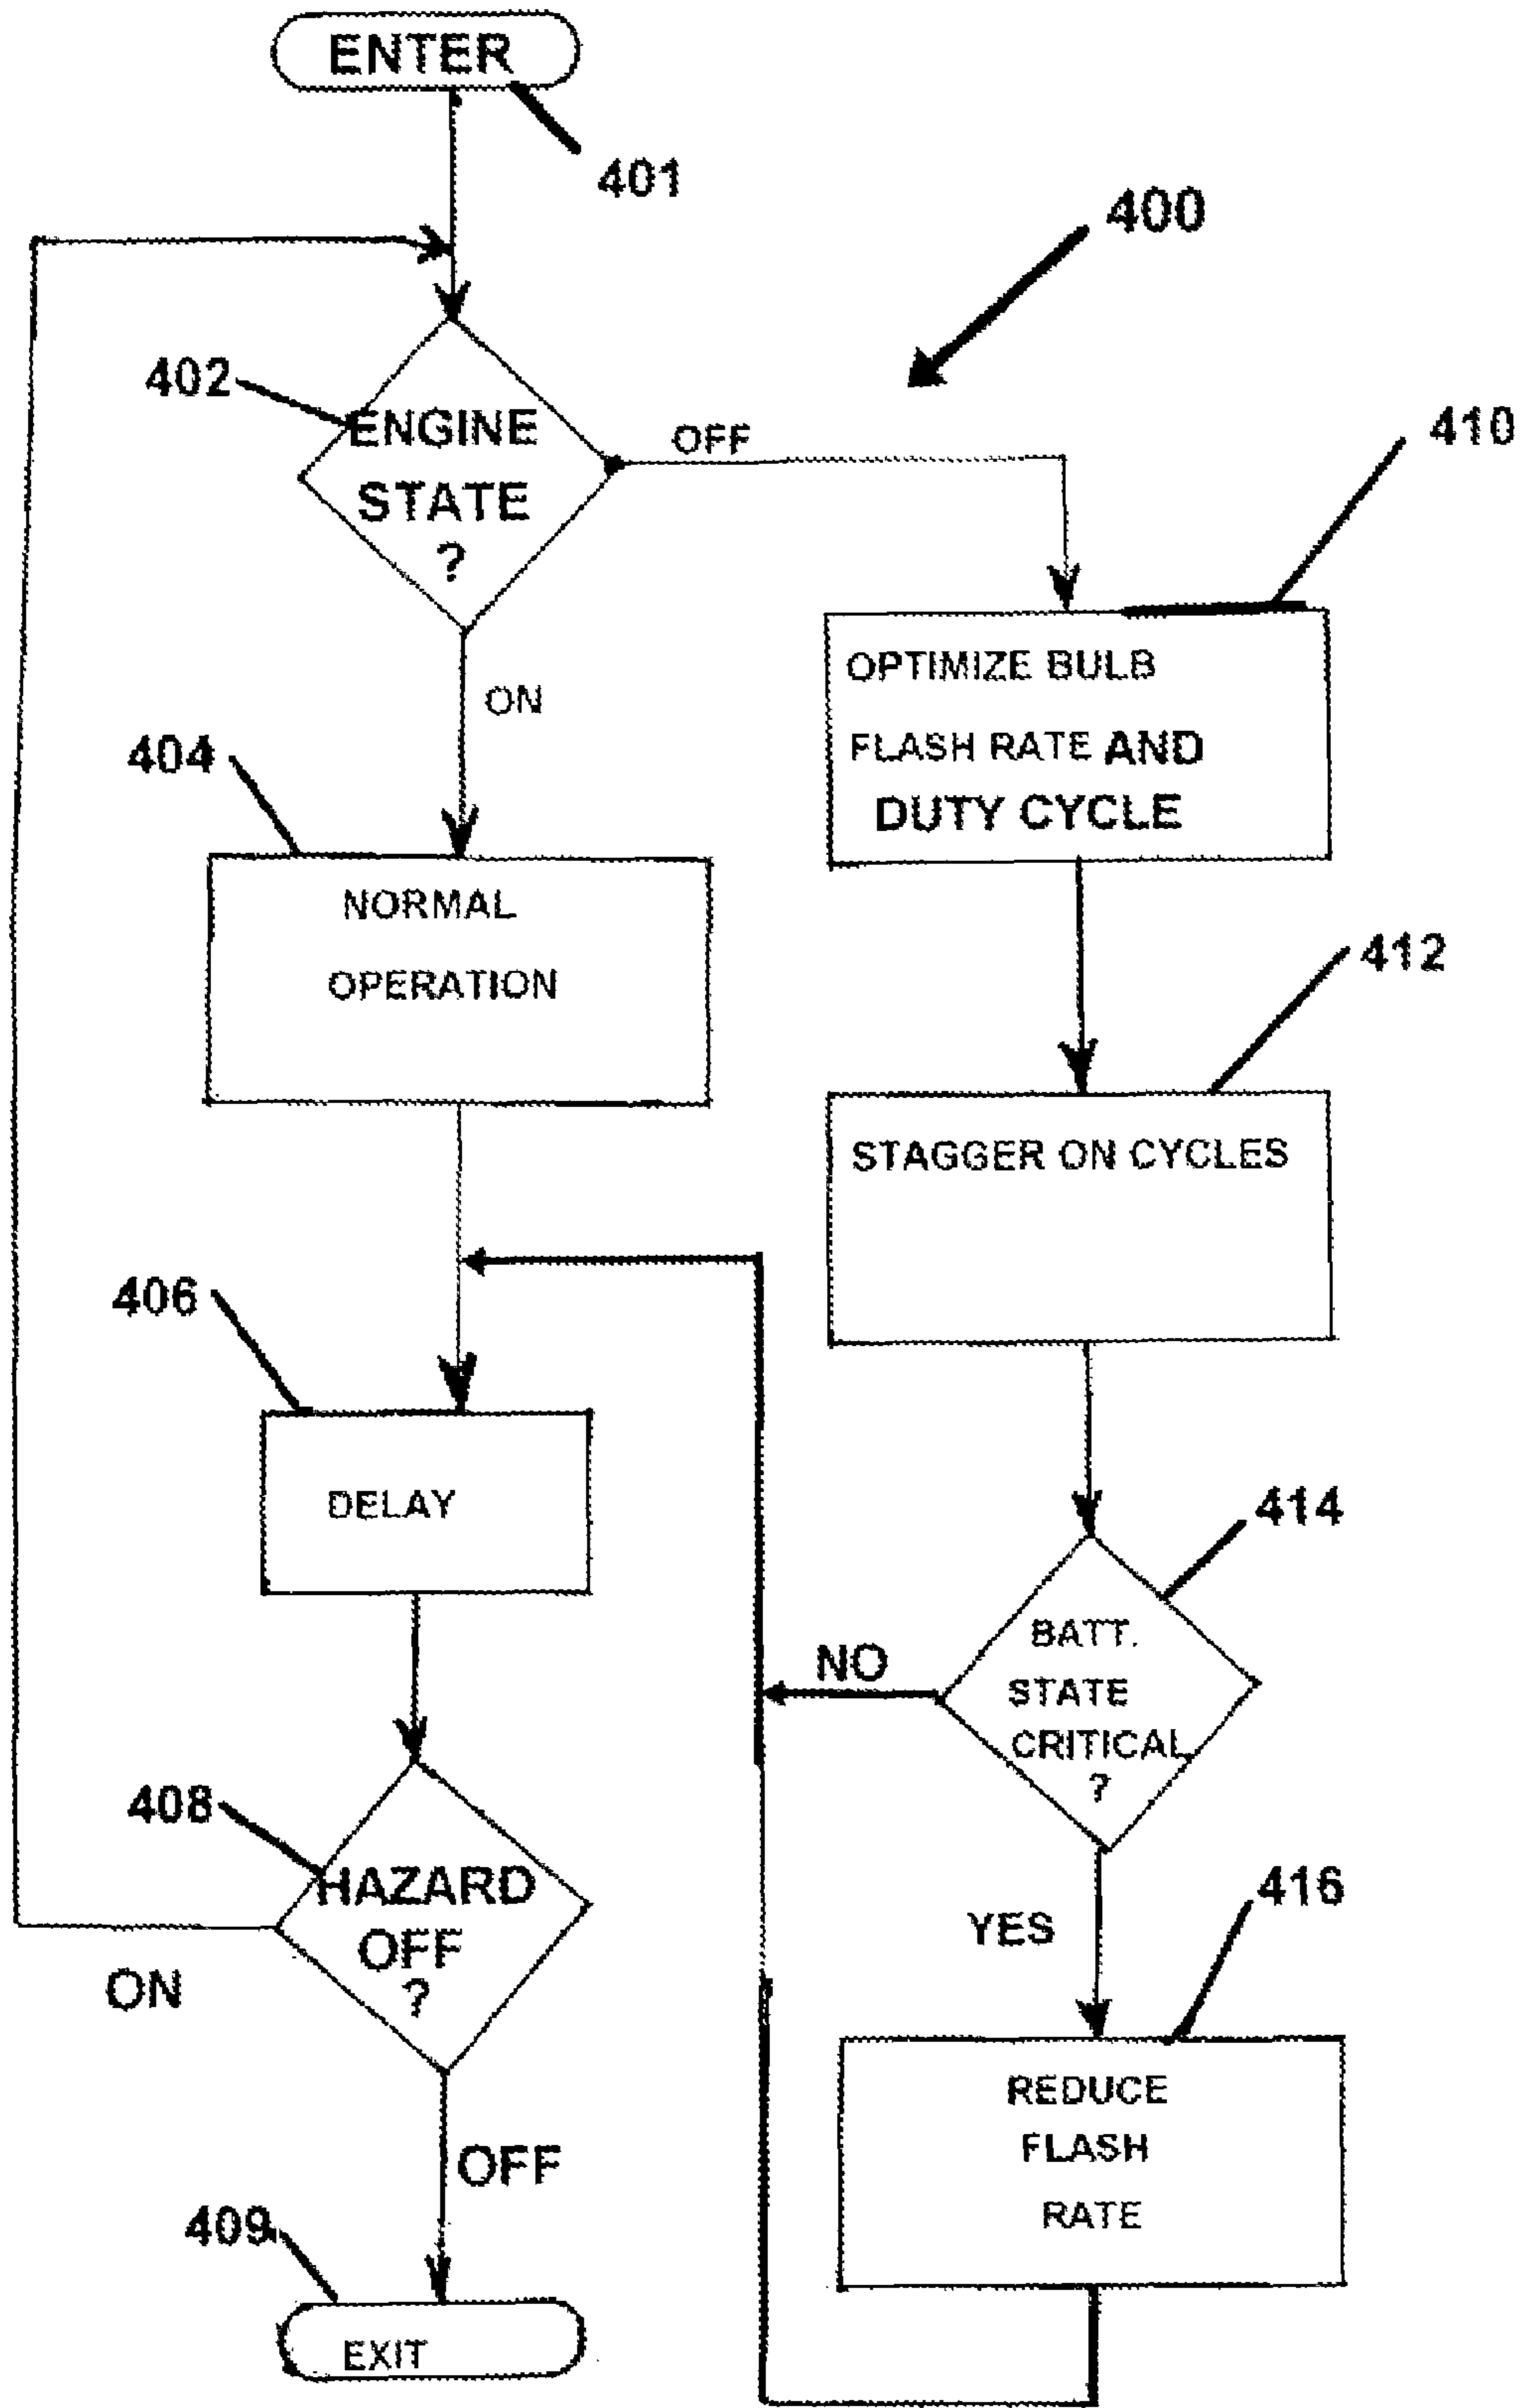 ENTER
401
400
402
ENGINE
STATE
?
OFF
ON
410
OPTIMIZE BULB
FLASH RATE AND
DUTY CYCLE
404
NORMAL
OPERATION
412
STAGGER ON CYCLES
406
DELAY
414
BATT.
STATE
CRITICAL
?
NO
YES
408
HAZARD
OFF
?
ON
OFF
416
REDUCE
FLASH
RATE
409
EXIT